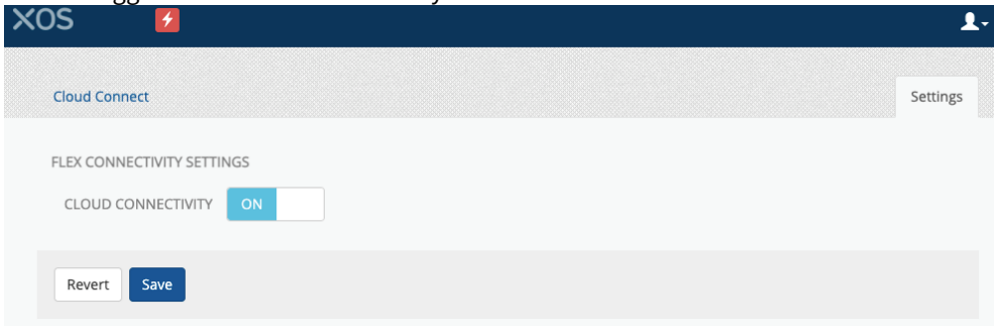 XOS
Cloud Connect
Settings
FLEX CONNECTIVITY SETTINGS
CLOUD CONNECTIVITY ON
Revert Save